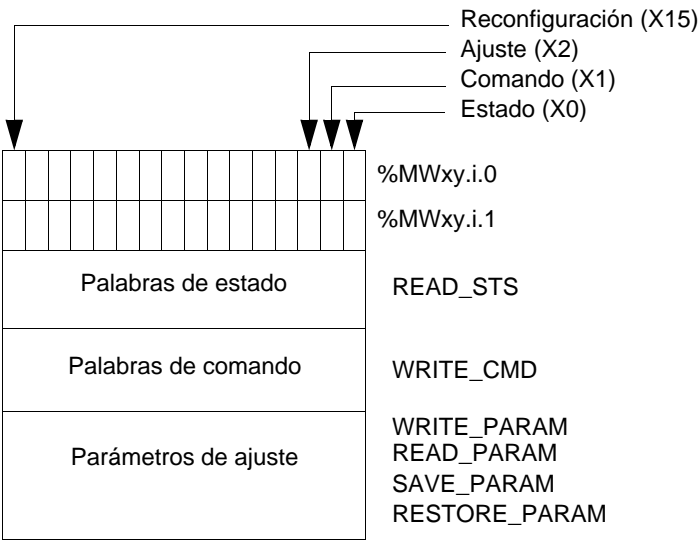 Reconfiguración (X15)
Ajuste (X2)
Comando (X1)
Estado (X0)
%MWxy.i.0
%MWxy.i.1
Palabras de estado READ_STS
Palabras de comando WRITE_CMD
WRITE_PARAM
Parámetros de ajuste READ_PARAM
SAVE_PARAM
RESTORE_PARAM